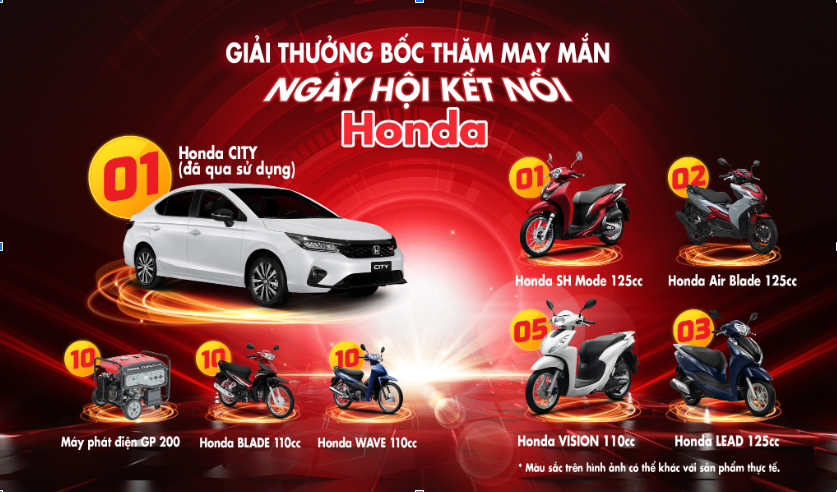 GIẢI THƯỞNG BỐC THĂM MAY MẮN
NGÀY HỘI KẾT NỐI
Honda
01
Honda CITY
(đã qua sử dụng)
CITY
01
Honda SH Mode 125cc
02
Honda Air Blade 125cc
10
Máy phát điện GP 200
10
Honda BLADE 110cc
10
Honda WAVE 110cc
05
Honda VISION 110cc
03
Honda LEAD 125cc
* Màu sắc trên hình ảnh có thể khác với sản phẩm thực tế.